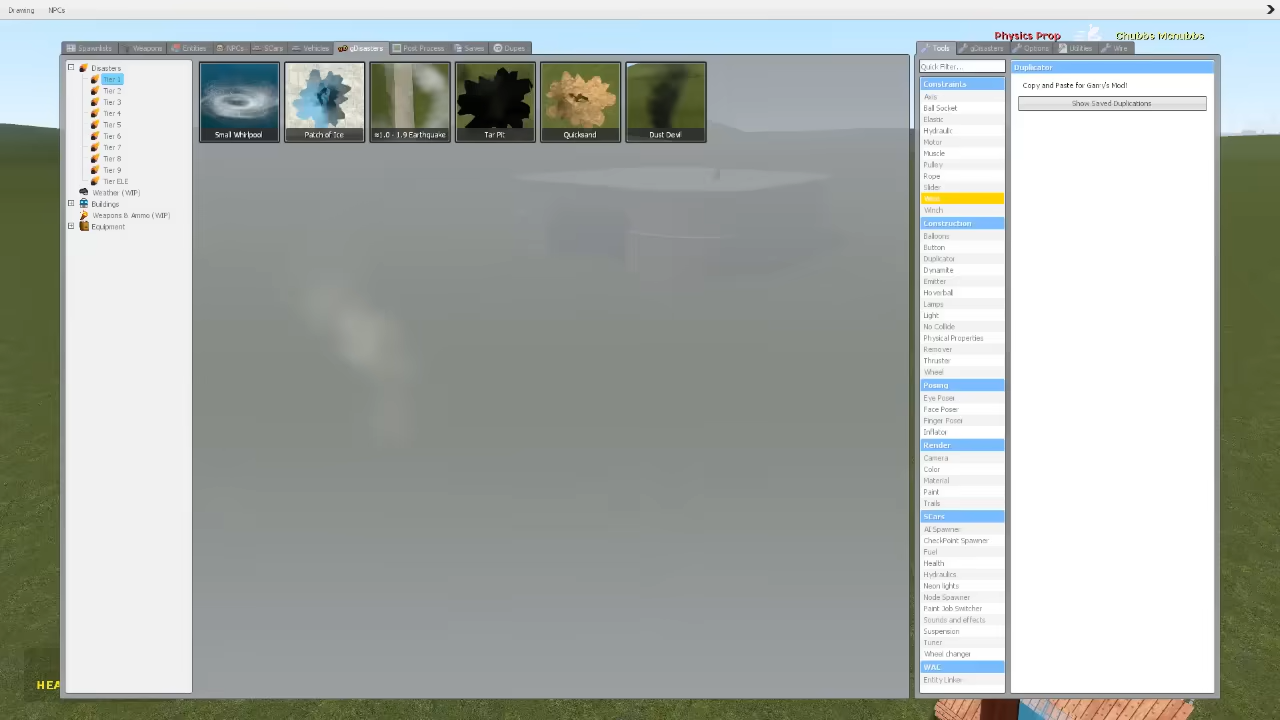 Drawing NPCs
Physics Prop Chubbs Mcnubbs
Spawnlists Weapons Entities NPCs SCars Vehicles gDisasters Post Process Saves Dupes
Tools gDisasters Options Utilities Wire
Disasters
Tier 1
Tier 2
Tier 3
Tier 4
Tier 5
Tier 6
Tier 7
Tier 8
Tier 9
Tier ELE
Weather (WIP)
Buildings
Weapons & Ammo (WIP)
Equipment
Small Whirlpool
Patch of Ice
≈1.0 - 1.9 Earthquake
Tar Pit
Quicksand
Dust Devil
Quick Filter...
Constraints
Axis
Ball Socket
Elastic
Hydraulic
Motor
Muscle
Pulley
Rope
Slider
Weld
Winch
Construction
Balloons
Button
Duplicator
Dynamite
Emitter
Hoverball
Lamps
Light
No Collide
Physical Properties
Remover
Thruster
Wheel
Posing
Eye Poser
Face Poser
Finger Poser
Inflator
Render
Camera
Color
Material
Paint
Trails
SCars
AI Spawner
CheckPoint Spawner
Fuel
Health
Hydraulics
Neon lights
Node Spawner
Paint Job Switcher
Sounds and effects
Suspension
Tuner
Wheel changer
WAC
Entity Linker
Duplicator
Copy and Paste for Garry's Mod!
Show Saved Duplications
HEA